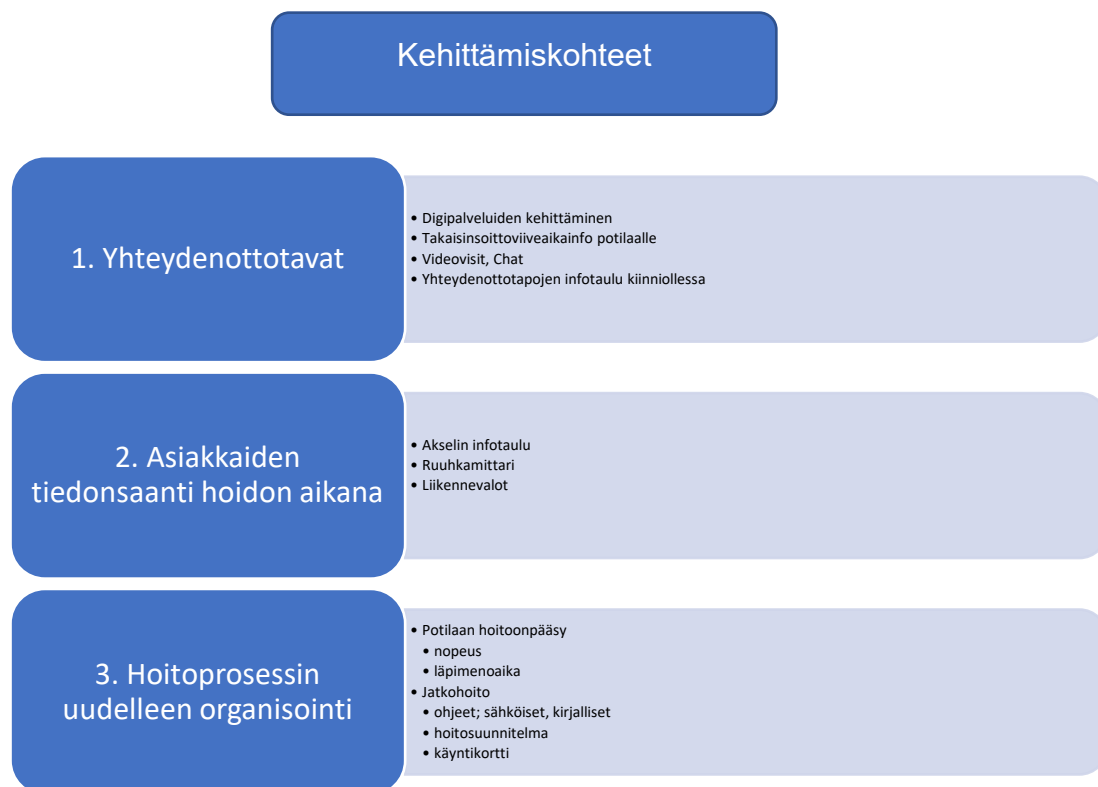 Kehittämiskohteet
1. Yhteydenottotavat
• Digipalveluiden kehittäminen
• Takaisinsoittoviiveaikainfo potilaalle
• Videovisit, Chat
• Yhteydenottotapojen infotaulu kiinniollessa
2. Asiakkaiden
tiedonsaanti hoidon aikana
• Akselin infotaulu
• Ruuhkamittari
• Liikennevalot
3. Hoitoprosessin
uudelleen organisointi
• Potilaan hoitoonpääsy
• nopeus
• läpimenoaika
• Jatkohoito
• ohjeet; sähköiset, kirjalliset
• hoitosuunnitelma
• käyntikortti